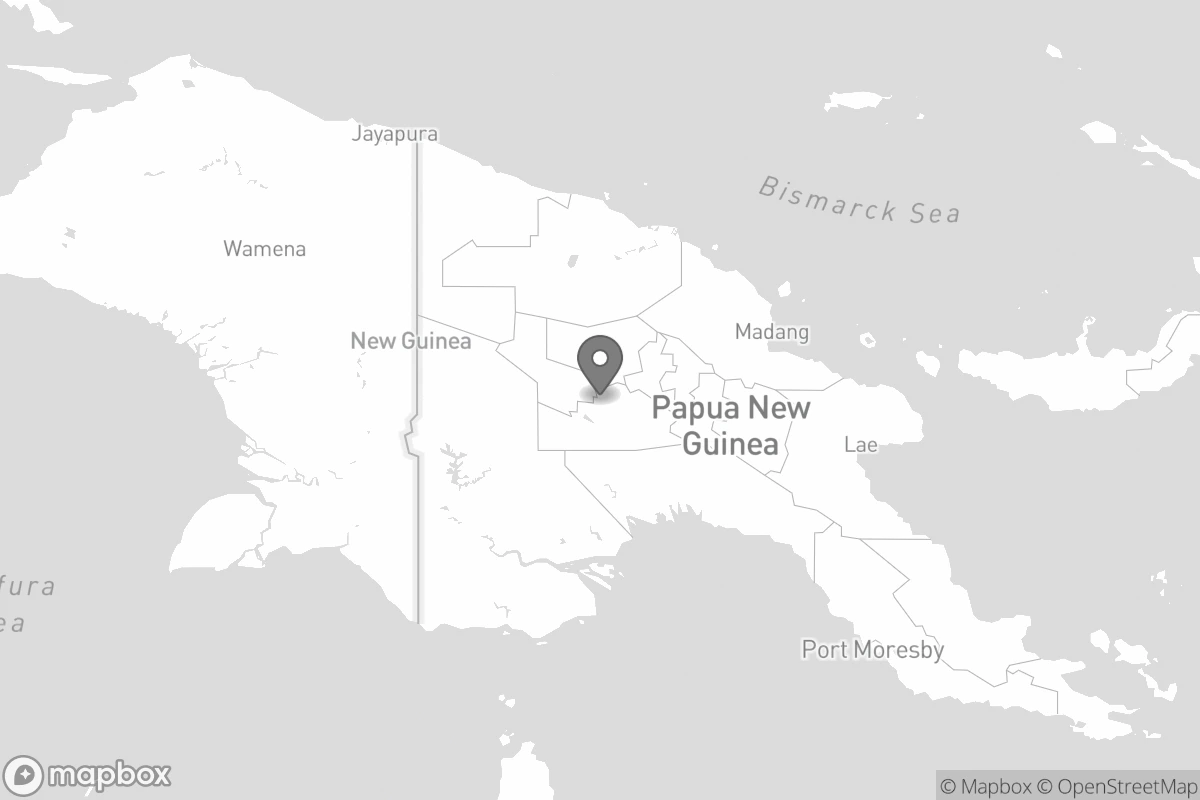 Jayapura
Bismarck Sea
Wamena
Madang
New Guinea
Papua New
Guinea
Lae
fura
ea
Port Moresby
mapbox
© Mapbox © OpenStreetMap